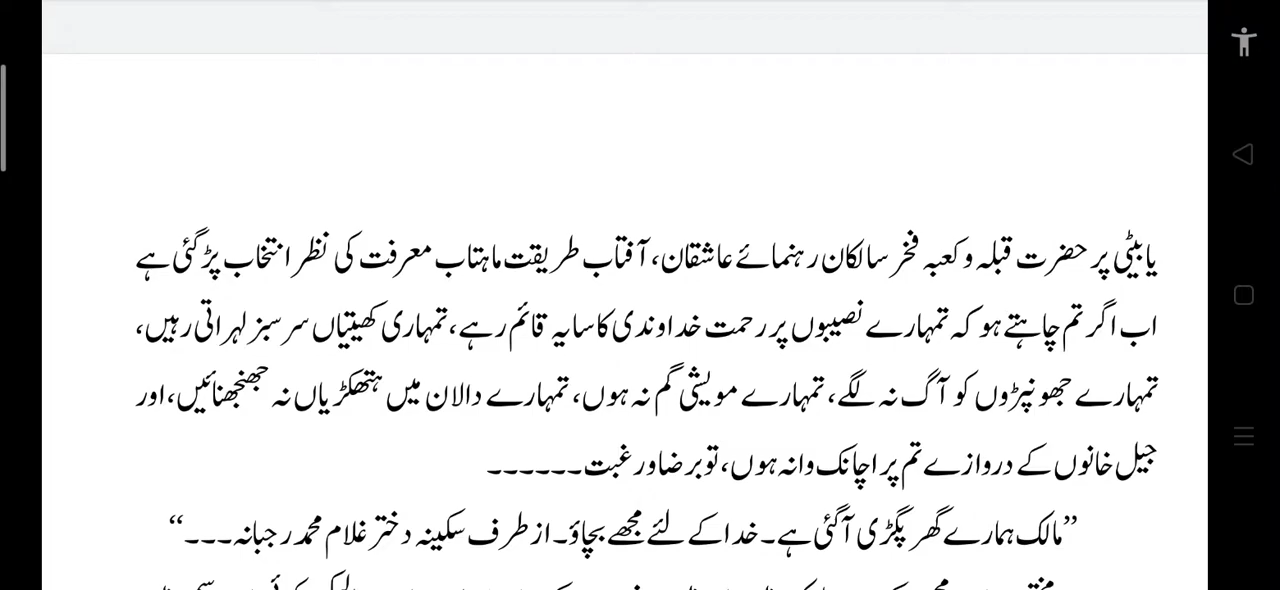 یا بیٹی پر حضرت قبلہ و کعبہ فخر سالکان رہنمائے عاشقان، آفتاب طریقت ماہتاب معرفت کی نظر انتخاب پڑ گئی ہے
اب اگر تم چاہتے ہو کہ تمہارے نصیبوں پر رحمت خداوندی کا سایہ قائم رہے، تمہاری کھیتیاں سرسبز لہراتی رہیں،
تمہارے جھونپڑوں کو آگ نہ لگے، تمہارے مویشی گم نہ ہوں، تمہارے دالان میں ہتھکڑیاں نہ جھنجھنائیں، اور
جیل خانوں کے دروازے تم پر اچانک وا نہ ہوں، تو برضا ور غبت۔۔۔۔۔۔
”مالک ہمارے گھر پگڑی آ گئی ہے۔ خدا کے لئے مجھے بچاؤ۔ از طرف سکینہ دختر غلام محمد رجبانہ۔۔۔“